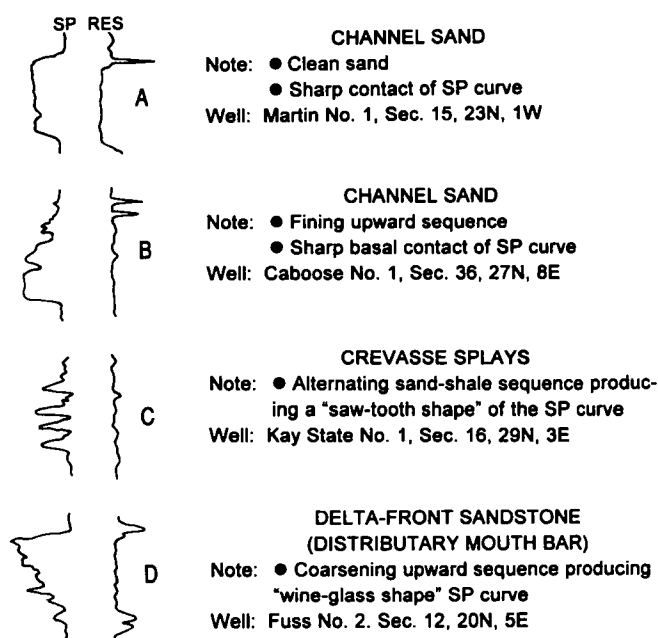 SP RES
CHANNEL SAND
Note: ● Clean sand
● Sharp contact of SP curve
Well: Martin No. 1, Sec. 15, 23N, 1W
A
CHANNEL SAND
Note: ● Fining upward sequence
● Sharp basal contact of SP curve
Well: Caboose No. 1, Sec. 36, 27N, 8E
B
CREVASSE SPLAYS
Note: ● Alternating sand-shale sequence produc-
ing a “saw-tooth shape” of the SP curve
Well: Kay State No. 1, Sec. 16, 29N, 3E
C
DELTA-FRONT SANDSTONE
(DISTRIBUTARY MOUTH BAR)
Note: ● Coarsening upward sequence producing
“wine-glass shape” SP curve
Well: Fuss No. 2. Sec. 12, 20N, 5E
D